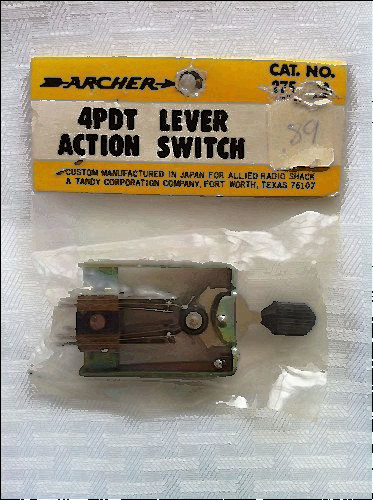 ARCHER
CAT. NO.
275
4PDT LEVER
ACTION SWITCH
.89
CUSTOM MANUFACTURED IN JAPAN FOR ALLIED RADIO SHACK
A TANDY CORPORATION COMPANY, FORT WORTH, TEXAS 76107